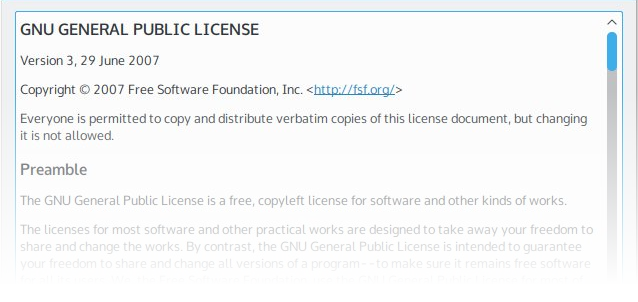 GNU GENERAL PUBLIC LICENSE
Version 3, 29 June 2007
Copyright © 2007 Free Software Foundation, Inc. <http://fsf.org/>
Everyone is permitted to copy and distribute verbatim copies of this license document, but changing
it is not allowed.
Preamble
The GNU General Public License is a free, copyleft license for software and other kinds of works.
The licenses for most software and other practical works are designed to take away your freedom to
share and change the works. By contrast, the GNU General Public License is intended to guarantee
your freedom to share and change all versions of a program--to make sure it remains free software